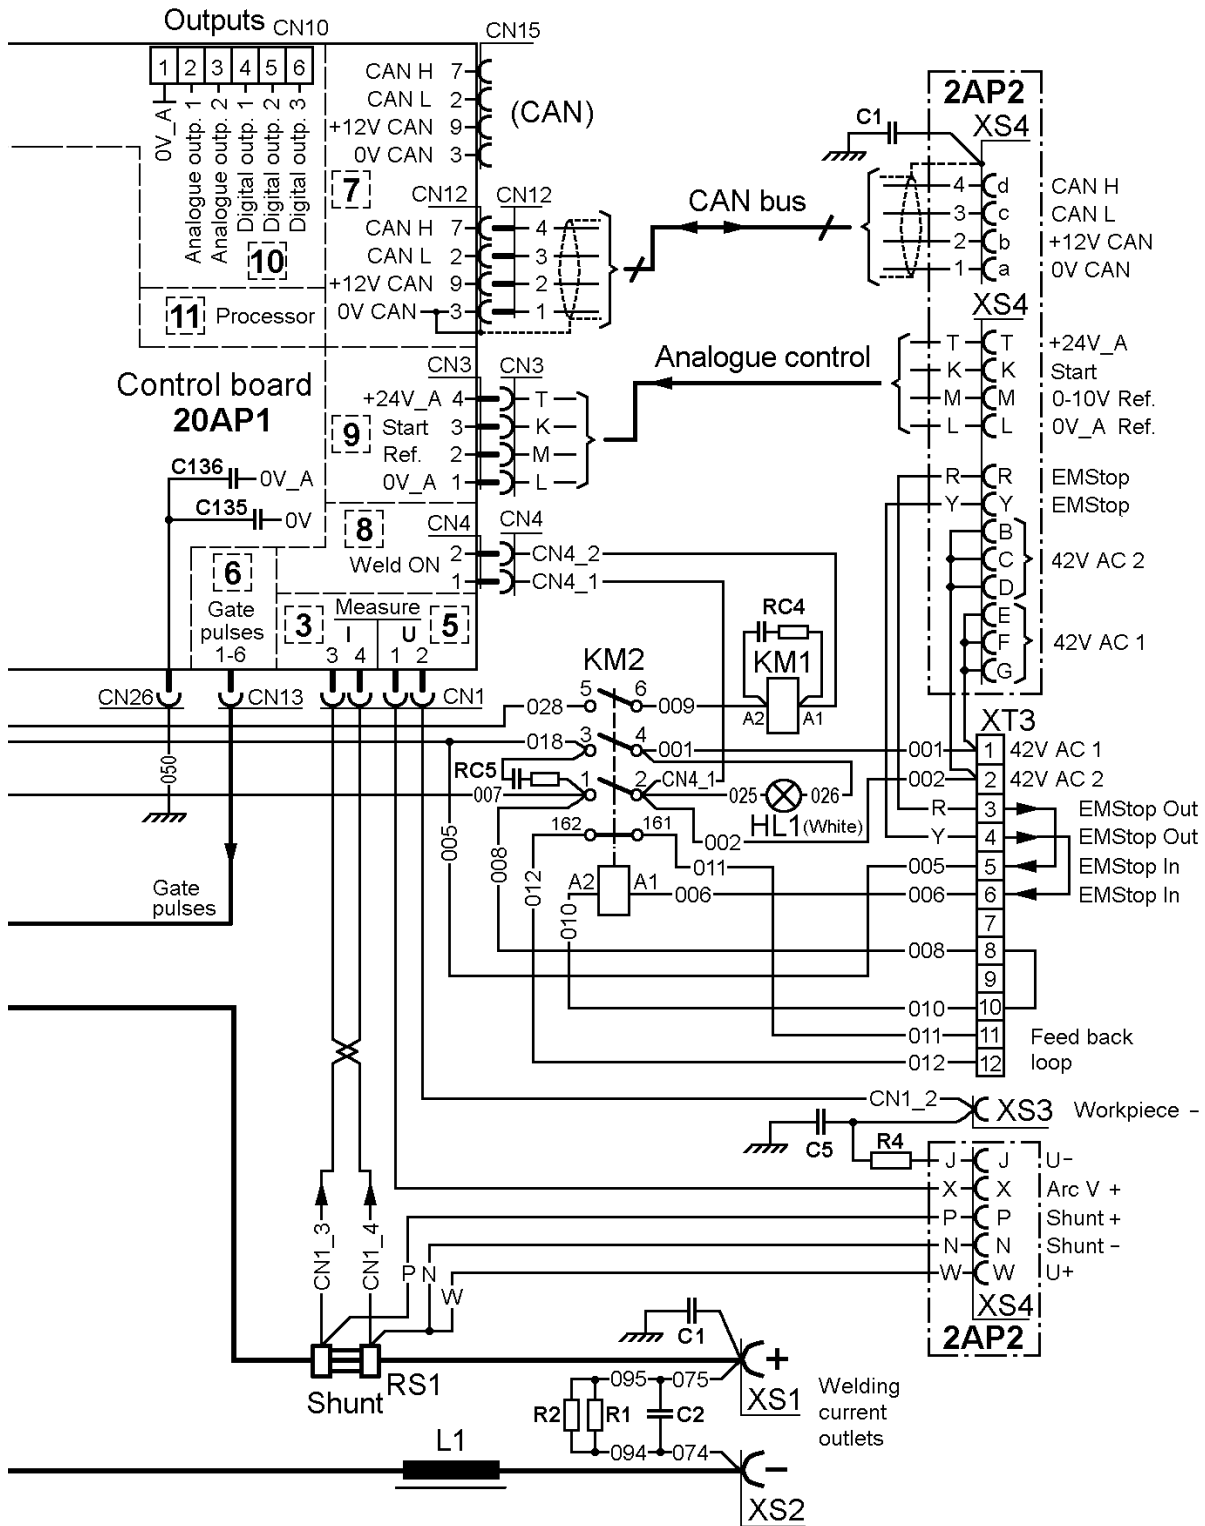 Outputs CN10
1 2 3 4 5 6
0V_A
Analogue outp. 1
Analogue outp. 2
Digital outp. 1
Digital outp. 2
Digital outp. 3
10
11 Processor
CN15
CAN H 7
CAN L 2
+12V CAN 9
0V CAN 3
(CAN)
7
CN12 CN12
CAN H 7 4
CAN L 2 3
+12V CAN 9 2
0V CAN 3 1
CAN bus
C1
2AP2
XS4
4 d CAN H
3 c CAN L
2 b +12V CAN
1 a 0V CAN
Control board
20AP1
CN3 CN3
+24V_A 4 T
9 Start 3 K
Ref. 2 M
0V_A 1 L
Analogue control
XS4
T T +24V_A
K K Start
M M 0-10V Ref.
L L 0V_A Ref.
R R EMStop
Y Y EMStop
B
C 42V AC 2
D
E
F 42V AC 1
G
C136 0V_A
C135 0V
8
CN4 CN4
Weld ON
2 CN4_2
1 CN4_1
6
Gate
pulses
1-6
3 Measure 5
I U
3 4 1 2
CN26 CN13 CN1
050
Gate
pulses
RC4
KM1
A2 A1
KM2
028 5 6 009
018 3 4 001
RC5
007 1 2 CN4_1
025 026
HL1 (White)
002
162 161
011
A2 A1 006
005
008
012
010
XT3
001 1 42V AC 1
002 2 42V AC 2
R 3 EMStop Out
Y 4 EMStop Out
005 5 EMStop In
006 6 EMStop In
7
008 8
9
010 10
011 11 Feed back
012 12 loop
CN1_2 XS3 Workpiece –
C5
R4
J J U–
X X Arc V +
P P Shunt +
N N Shunt –
W W U+
XS4
2AP2
CN1_3
CN1_4
P N
W
Shunt RS1
C1
+
XS1
Welding
current
outlets
095 075
R2 R1 C2
094 074
L1
–
XS2